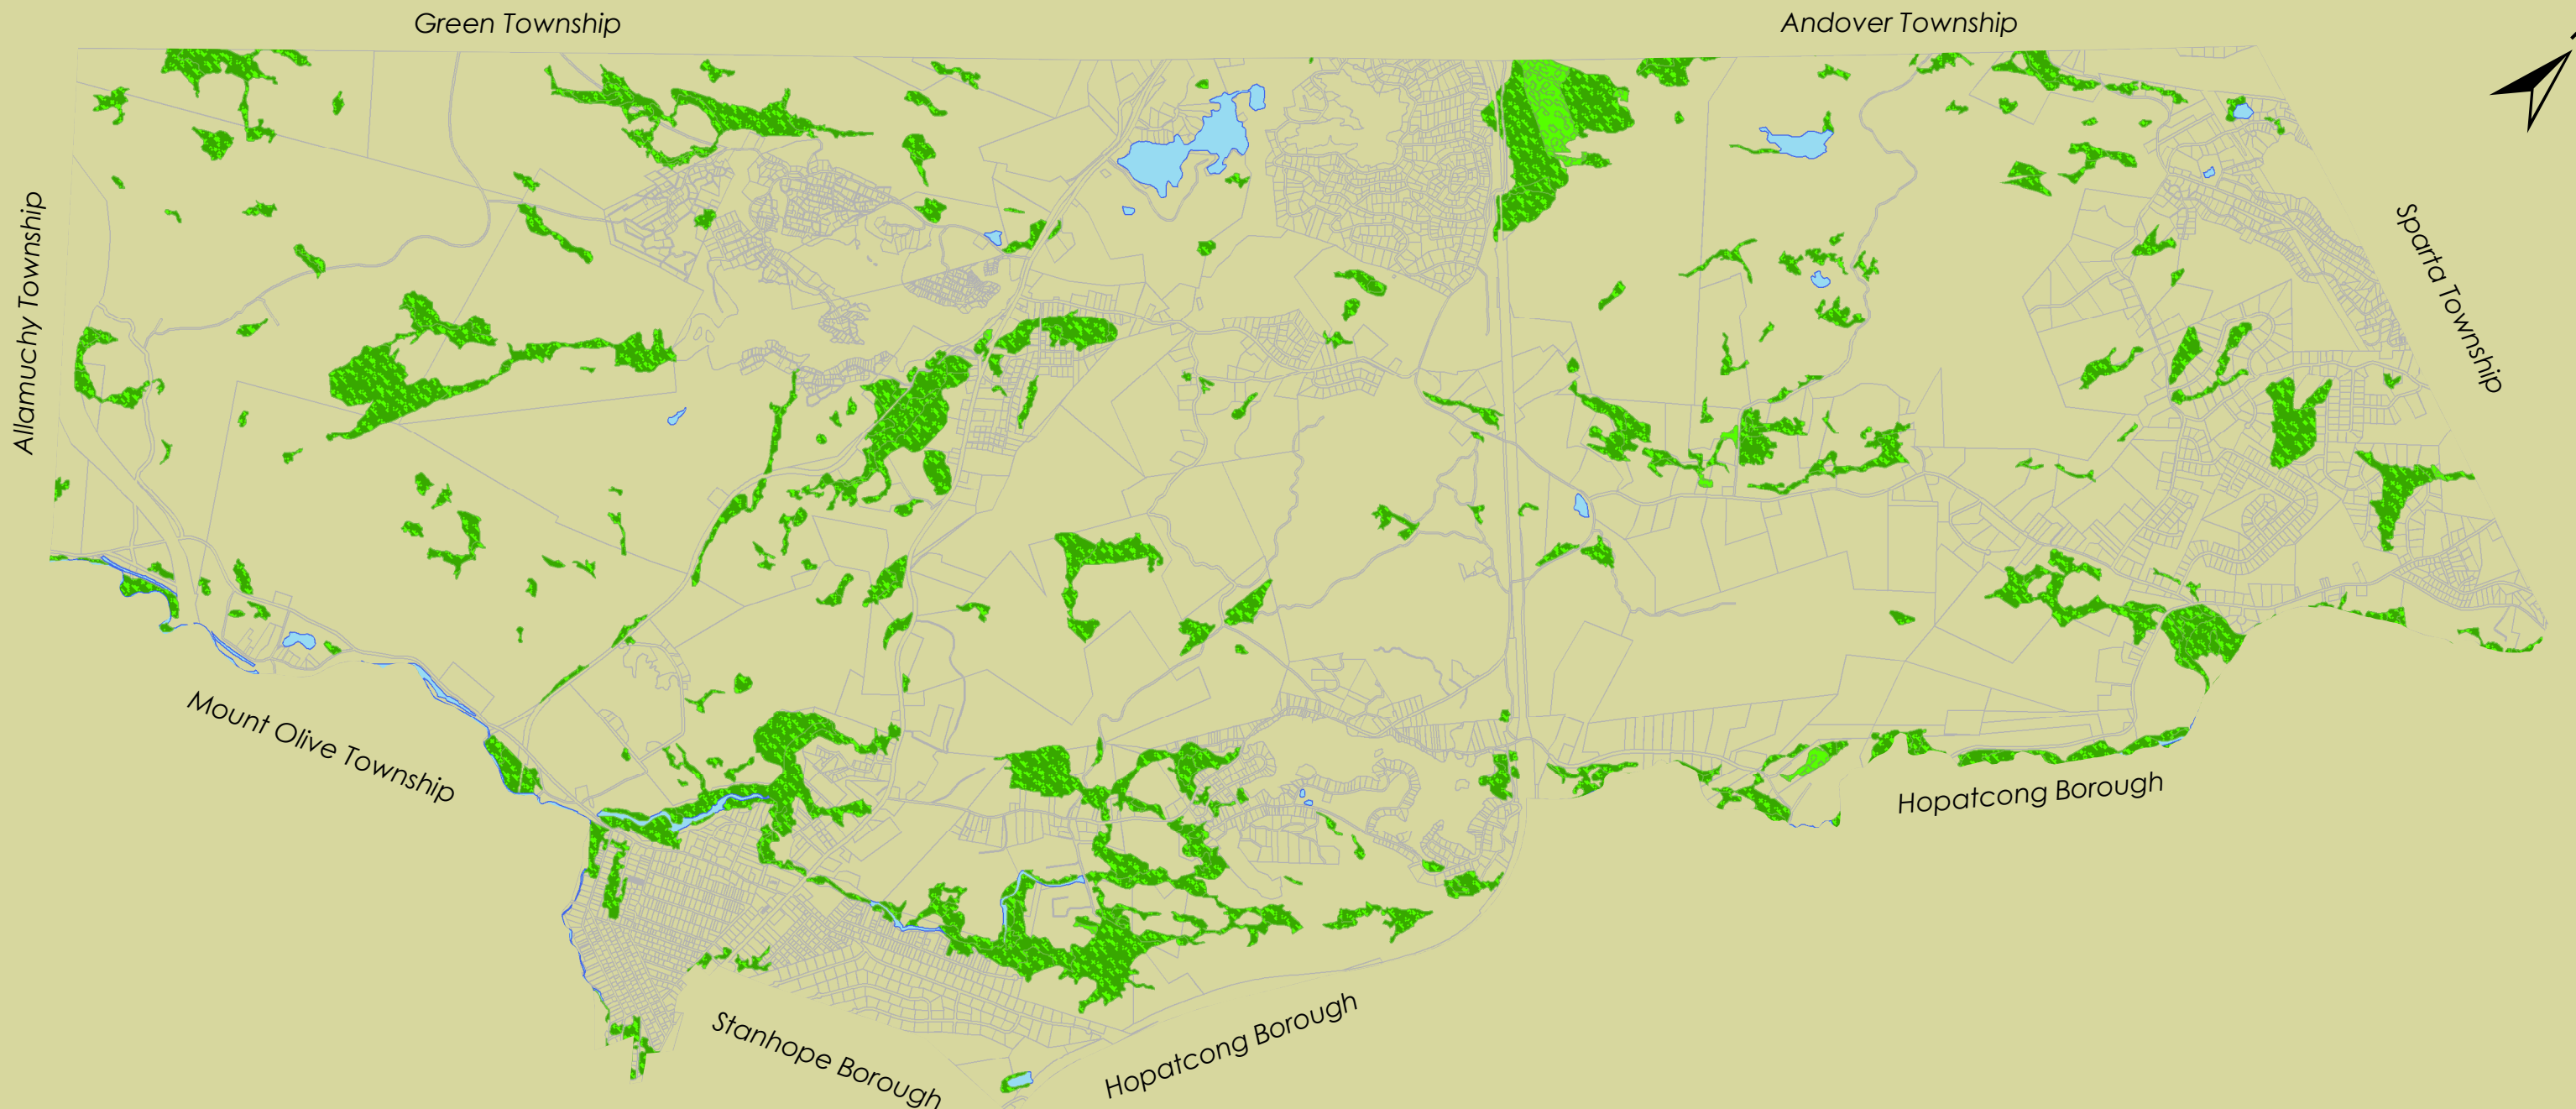 Green Township
Andover Township
Allamuchy Township
Sparta Township
Mount Olive Township
Hopatcong Borough
Stanhope Borough
Hopatcong Borough